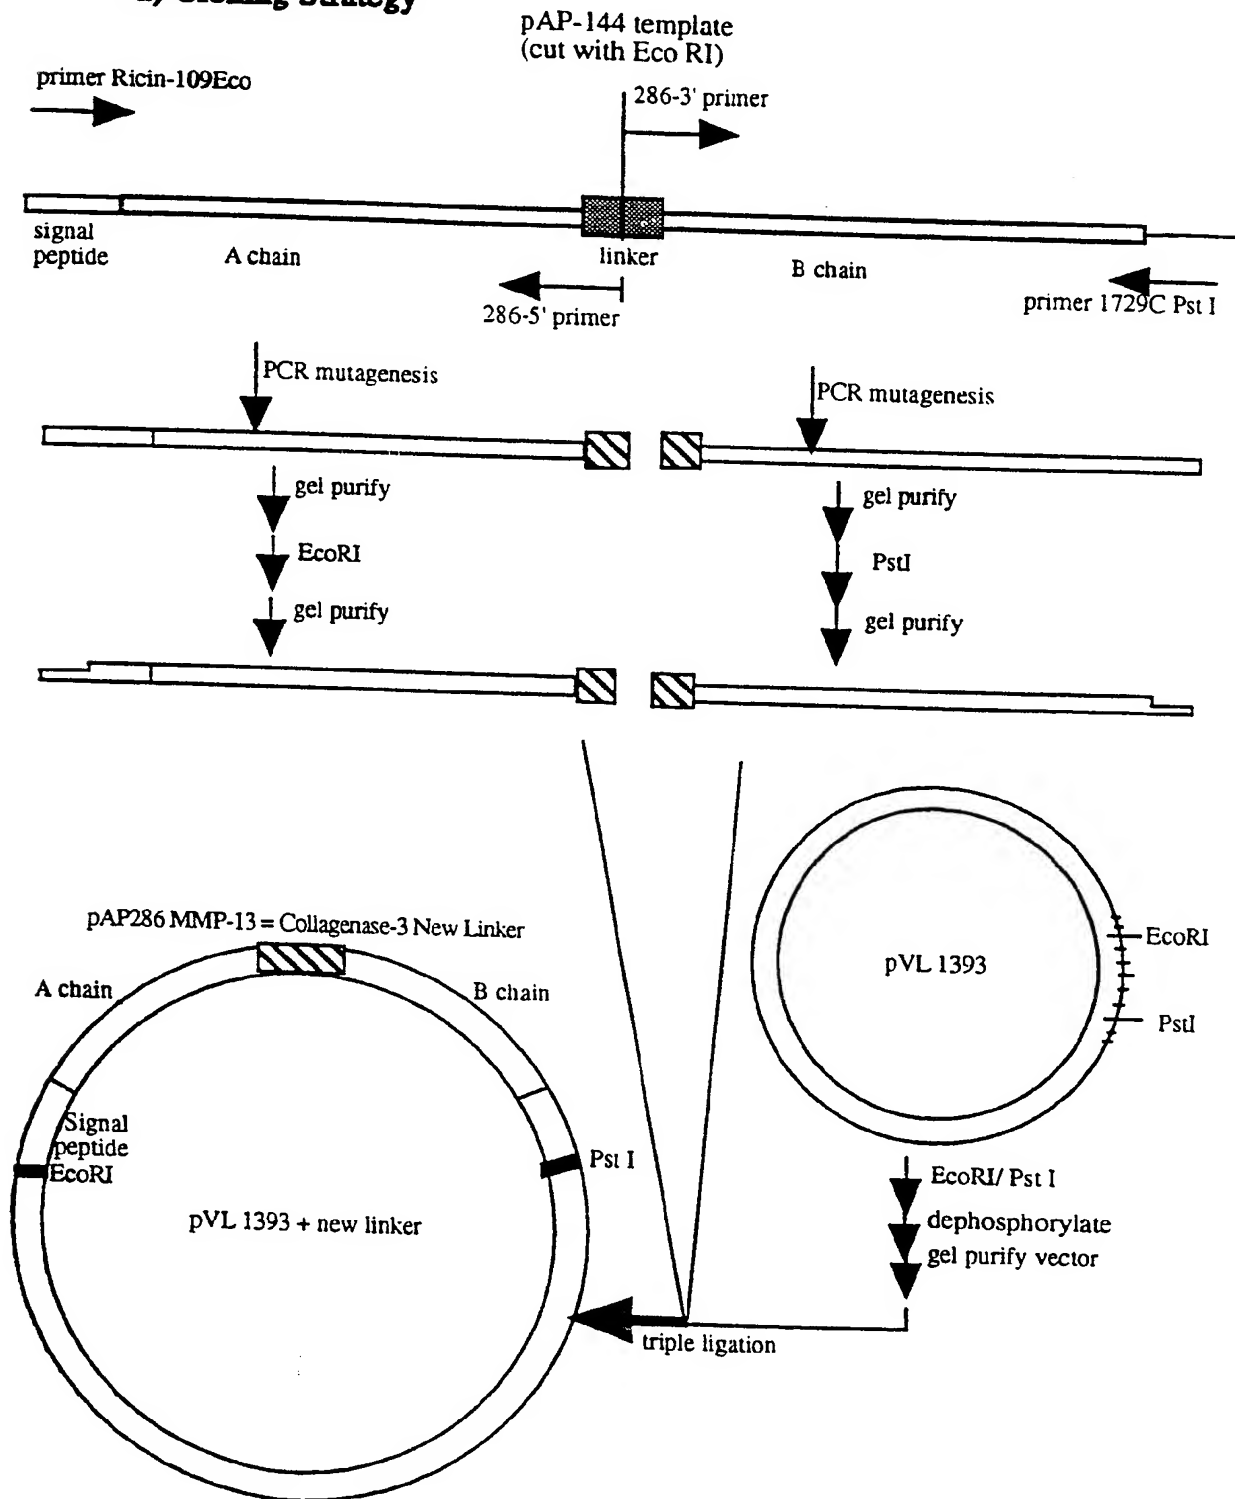 a) Cloning Strategy
pAP-144 template
(cut with Eco RI)
primer Ricin-109Eco
286-3' primer
signal
peptide
A chain
linker
B chain
286-5' primer
primer 1729C Pst I
PCR mutagenesis
PCR mutagenesis
gel purify
gel purify
EcoRI
PstI
gel purify
gel purify
pAP286 MMP-13 = Collagenase-3 New Linker
A chain
B chain
pVL 1393
EcoRI
PstI
Signal
peptide
EcoRI
Pst I
pVL 1393 + new linker
EcoRI/ Pst I
dephosphorylate
gel purify vector
triple ligation